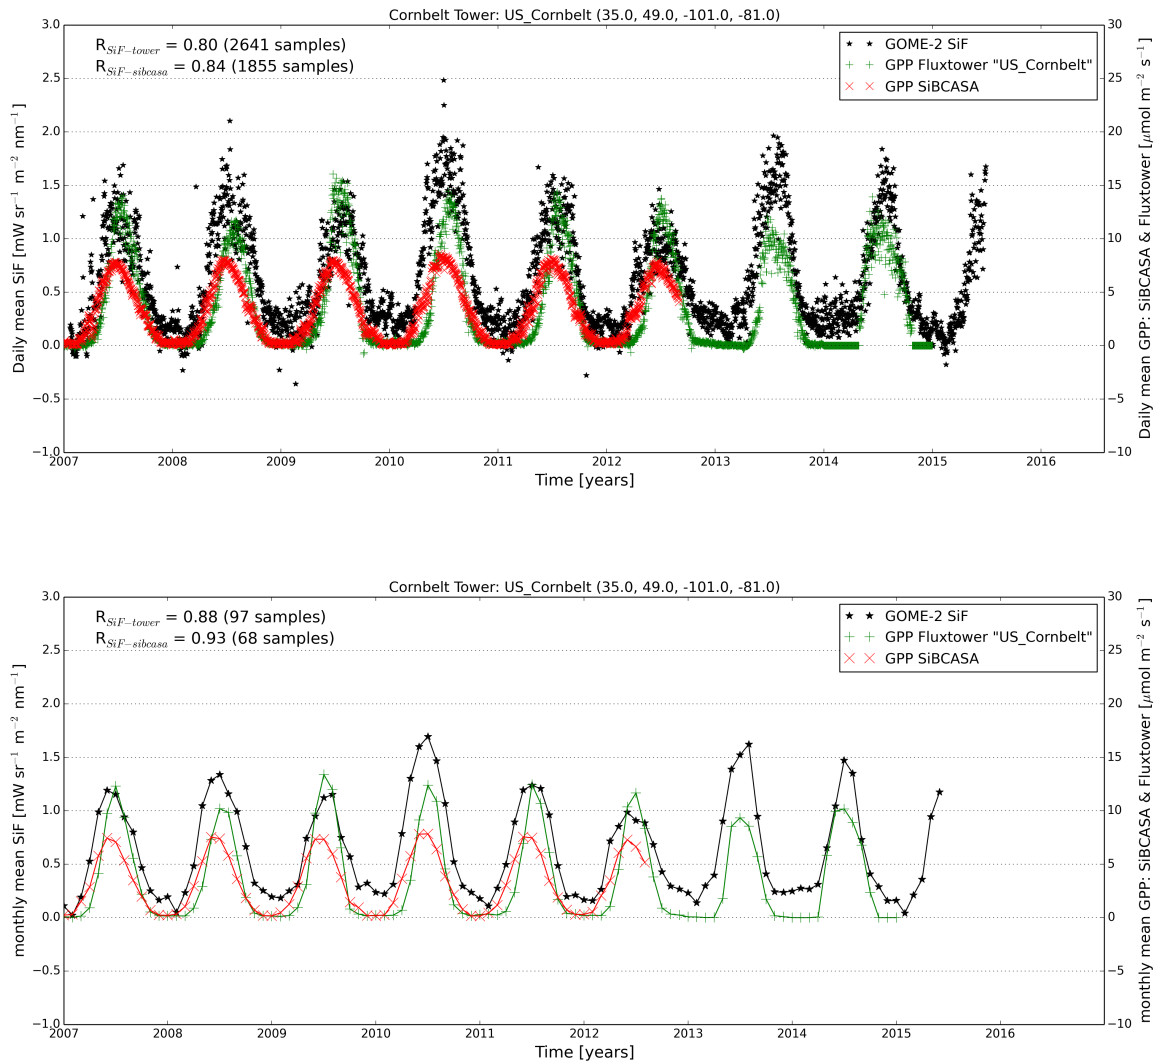 Cornbelt Tower: US_Cornbelt (35.0, 49.0, -101.0, -81.0)
R_{SiF−tower} = 0.80 (2641 samples)
R_{SiF−sibcasa} = 0.84 (1855 samples)
GOME-2 SiF
GPP Fluxtower "US_Cornbelt"
GPP SiBCASA
3.0
2.5
2.0
1.5
1.0
0.5
0.0
−0.5
−1.0
Daily mean SiF [ mW sr⁻¹ m⁻² nm⁻¹ ]
30
25
20
15
10
5
0
−5
−10
Daily mean GPP: SiBCASA & Fluxtower [ μmol m⁻² s⁻¹ ]
2007 2008 2009 2010 2011 2012 2013 2014 2015 2016
Time [years]
Cornbelt Tower: US_Cornbelt (35.0, 49.0, -101.0, -81.0)
R_{SiF−tower} = 0.88 (97 samples)
R_{SiF−sibcasa} = 0.93 (68 samples)
GOME-2 SiF
GPP Fluxtower "US_Cornbelt"
GPP SiBCASA
3.0
2.5
2.0
1.5
1.0
0.5
0.0
−0.5
−1.0
monthly mean SiF [ mW sr⁻¹ m⁻² nm⁻¹ ]
30
25
20
15
10
5
0
−5
−10
monthly mean GPP: SiBCASA & Fluxtower [ μmol m⁻² s⁻¹ ]
2007 2008 2009 2010 2011 2012 2013 2014 2015 2016
Time [years]